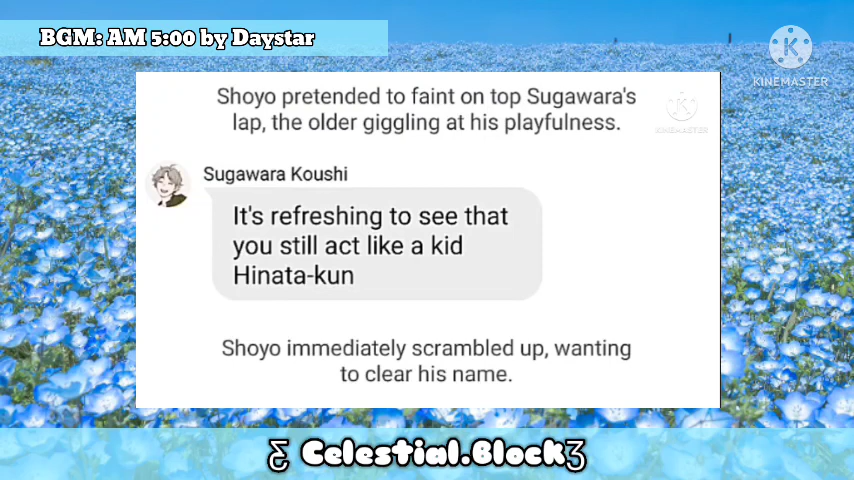 BGM: AM 5:00 by Daystar
KINEMASTER
Shoyo pretended to faint on top Sugawara's
lap, the older giggling at his playfulness.
KINEMASTER
Sugawara Koushi
It's refreshing to see that
you still act like a kid
Hinata-kun
Shoyo immediately scrambled up, wanting
to clear his name.
Ƹ Celestial.BlockƷ